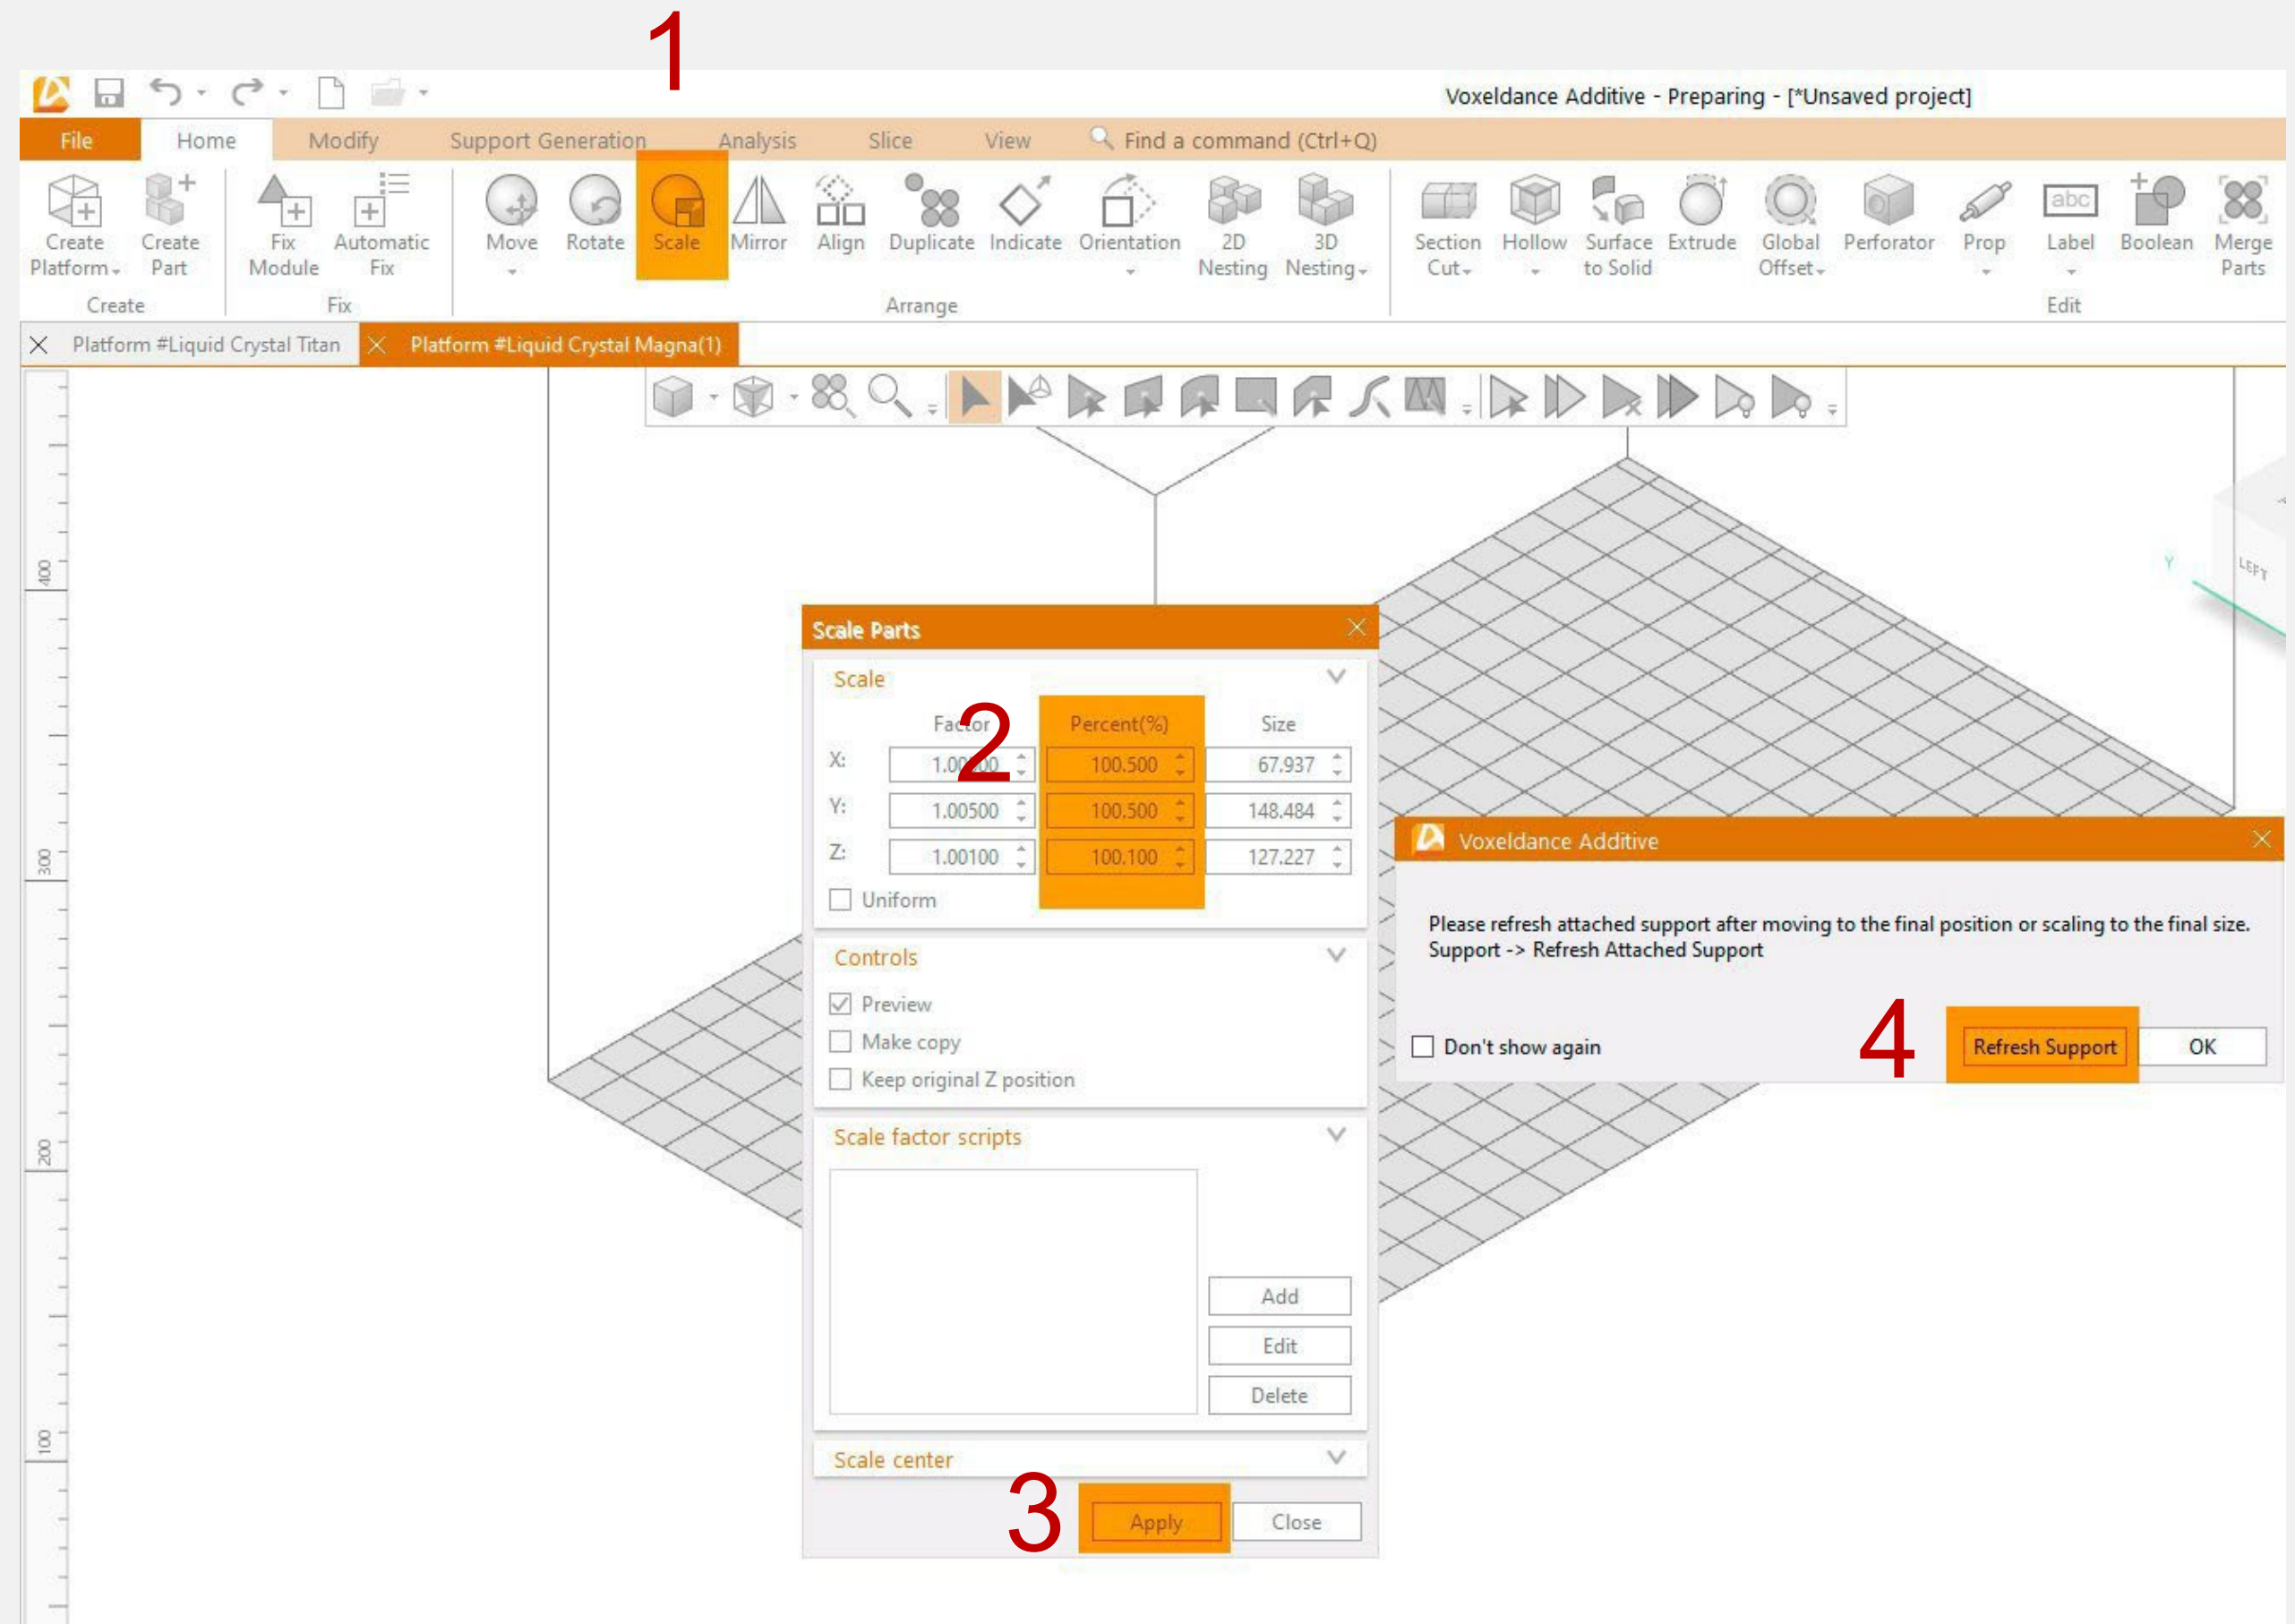 1
Voxeldance Additive - Preparing - [*Unsaved project]
File Home Modify Support Generation Analysis Slice View Find a command (Ctrl+Q)
Create Platform
Create Part
Fix Module
Automatic Fix
Move
Rotate
Scale
Mirror
Align
Duplicate
Indicate
Orientation
2D Nesting
3D Nesting
Section Cut
Hollow
Surface to Solid
Extrude
Global Offset
Perforator
Prop
abc
Label
Boolean
Merge Parts
Create Fix Arrange Edit
Platform #Liquid Crystal Titan Platform #Liquid Crystal Magna(1)
400
300
200
100
Y
LEFT
Scale Parts
Scale
2
Factor Percent(%) Size
X: 100.500 67.937
Y: 1.00500 100.500 148.484
Z: 1.00100 100.100 127.227
Uniform
Controls
Preview
Make copy
Keep original Z position
Scale factor scripts
Add
Edit
Delete
Scale center
3
Apply Close
Voxeldance Additive
Please refresh attached support after moving to the final position or scaling to the final size.
Support -> Refresh Attached Support
4
Don't show again Refresh Support OK